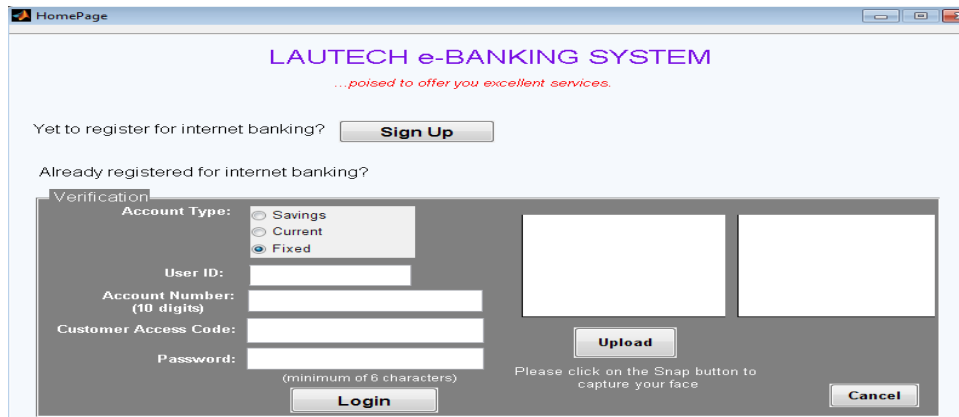 HomePage
LAUTECH e-BANKING SYSTEM
...poised to offer you excellent services.
Yet to register for internet banking?
Sign Up
Already registered for internet banking?
Verification
Account Type:
Savings
Current
Fixed
User ID:
Account Number:
(10 digits)
Customer Access Code:
Password:
(minimum of 6 characters)
Login
Upload
Please click on the Snap button to
capture your face
Cancel